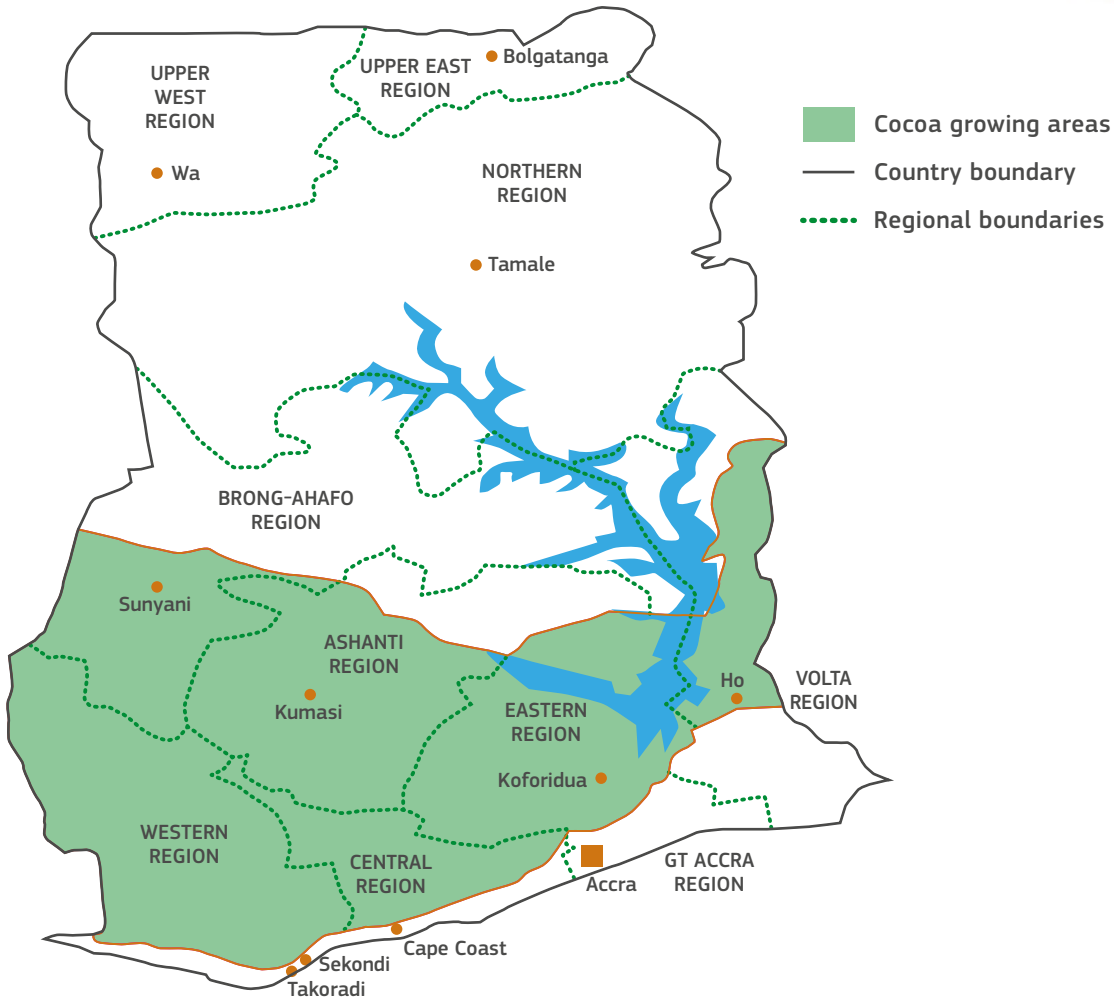 UPPER
WEST
REGION
UPPER EAST
REGION
Bolgatanga
Wa
NORTHERN
REGION
Tamale
Cocoa growing areas
Country boundary
Regional boundaries
BRONG-AHAFO
REGION
Sunyani
ASHANTI
REGION
Kumasi
EASTERN
REGION
Koforidua
Ho
VOLTA
REGION
WESTERN
REGION
CENTRAL
REGION
GT ACCRA
REGION
Accra
Cape Coast
Sekondi
Takoradi